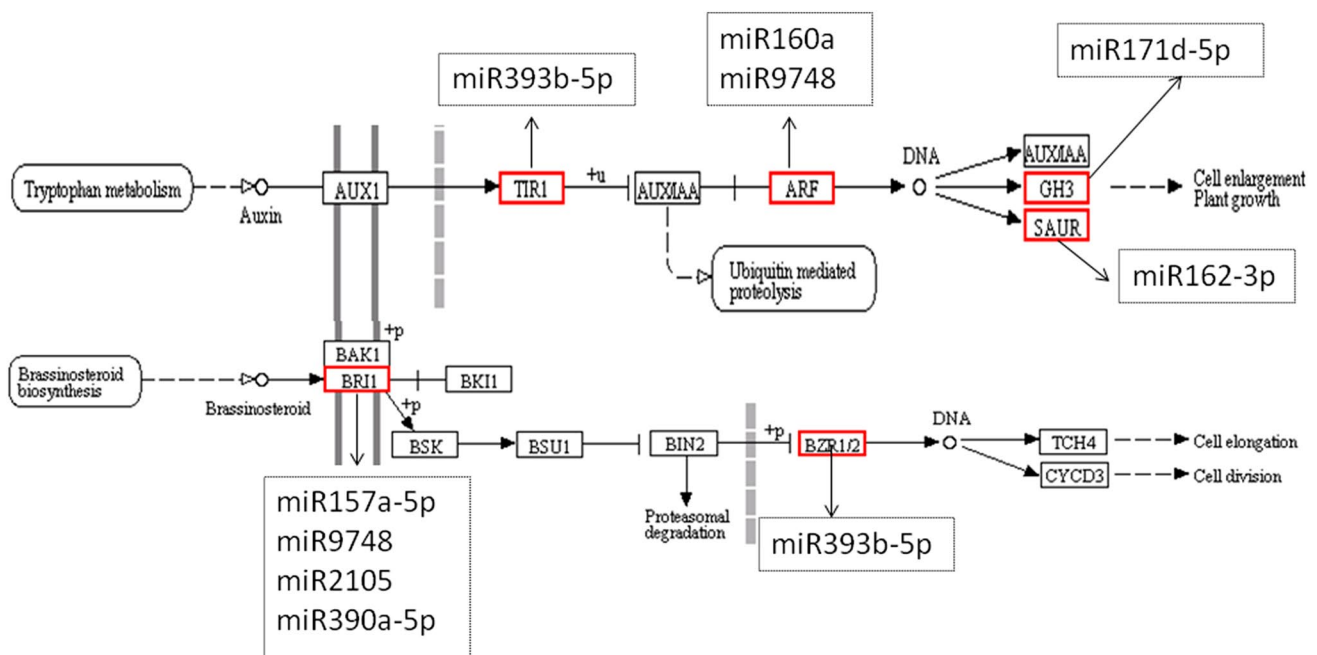 miR393b-5p
miR160a
miR9748
miR171d-5p
Tryptophan metabolism
Auxin
AUX1
TIR1
+u
AUX/IAA
ARF
DNA
AUX/IAA
GH3
SAUR
Cell enlargement
Plant growth
Ubiquitin mediated
proteolysis
miR162-3p
Brassinosteroid
biosynthesis
Brassinosteroid
+p
BAK1
BRI1
BKI1
+p
BSK
BSU1
BIN2
+p
BZR1/2
DNA
TCH4
Cell elongation
CYCD3
Cell division
Proteasomal
degradation
miR157a-5p
miR9748
miR2105
miR390a-5p
miR393b-5p